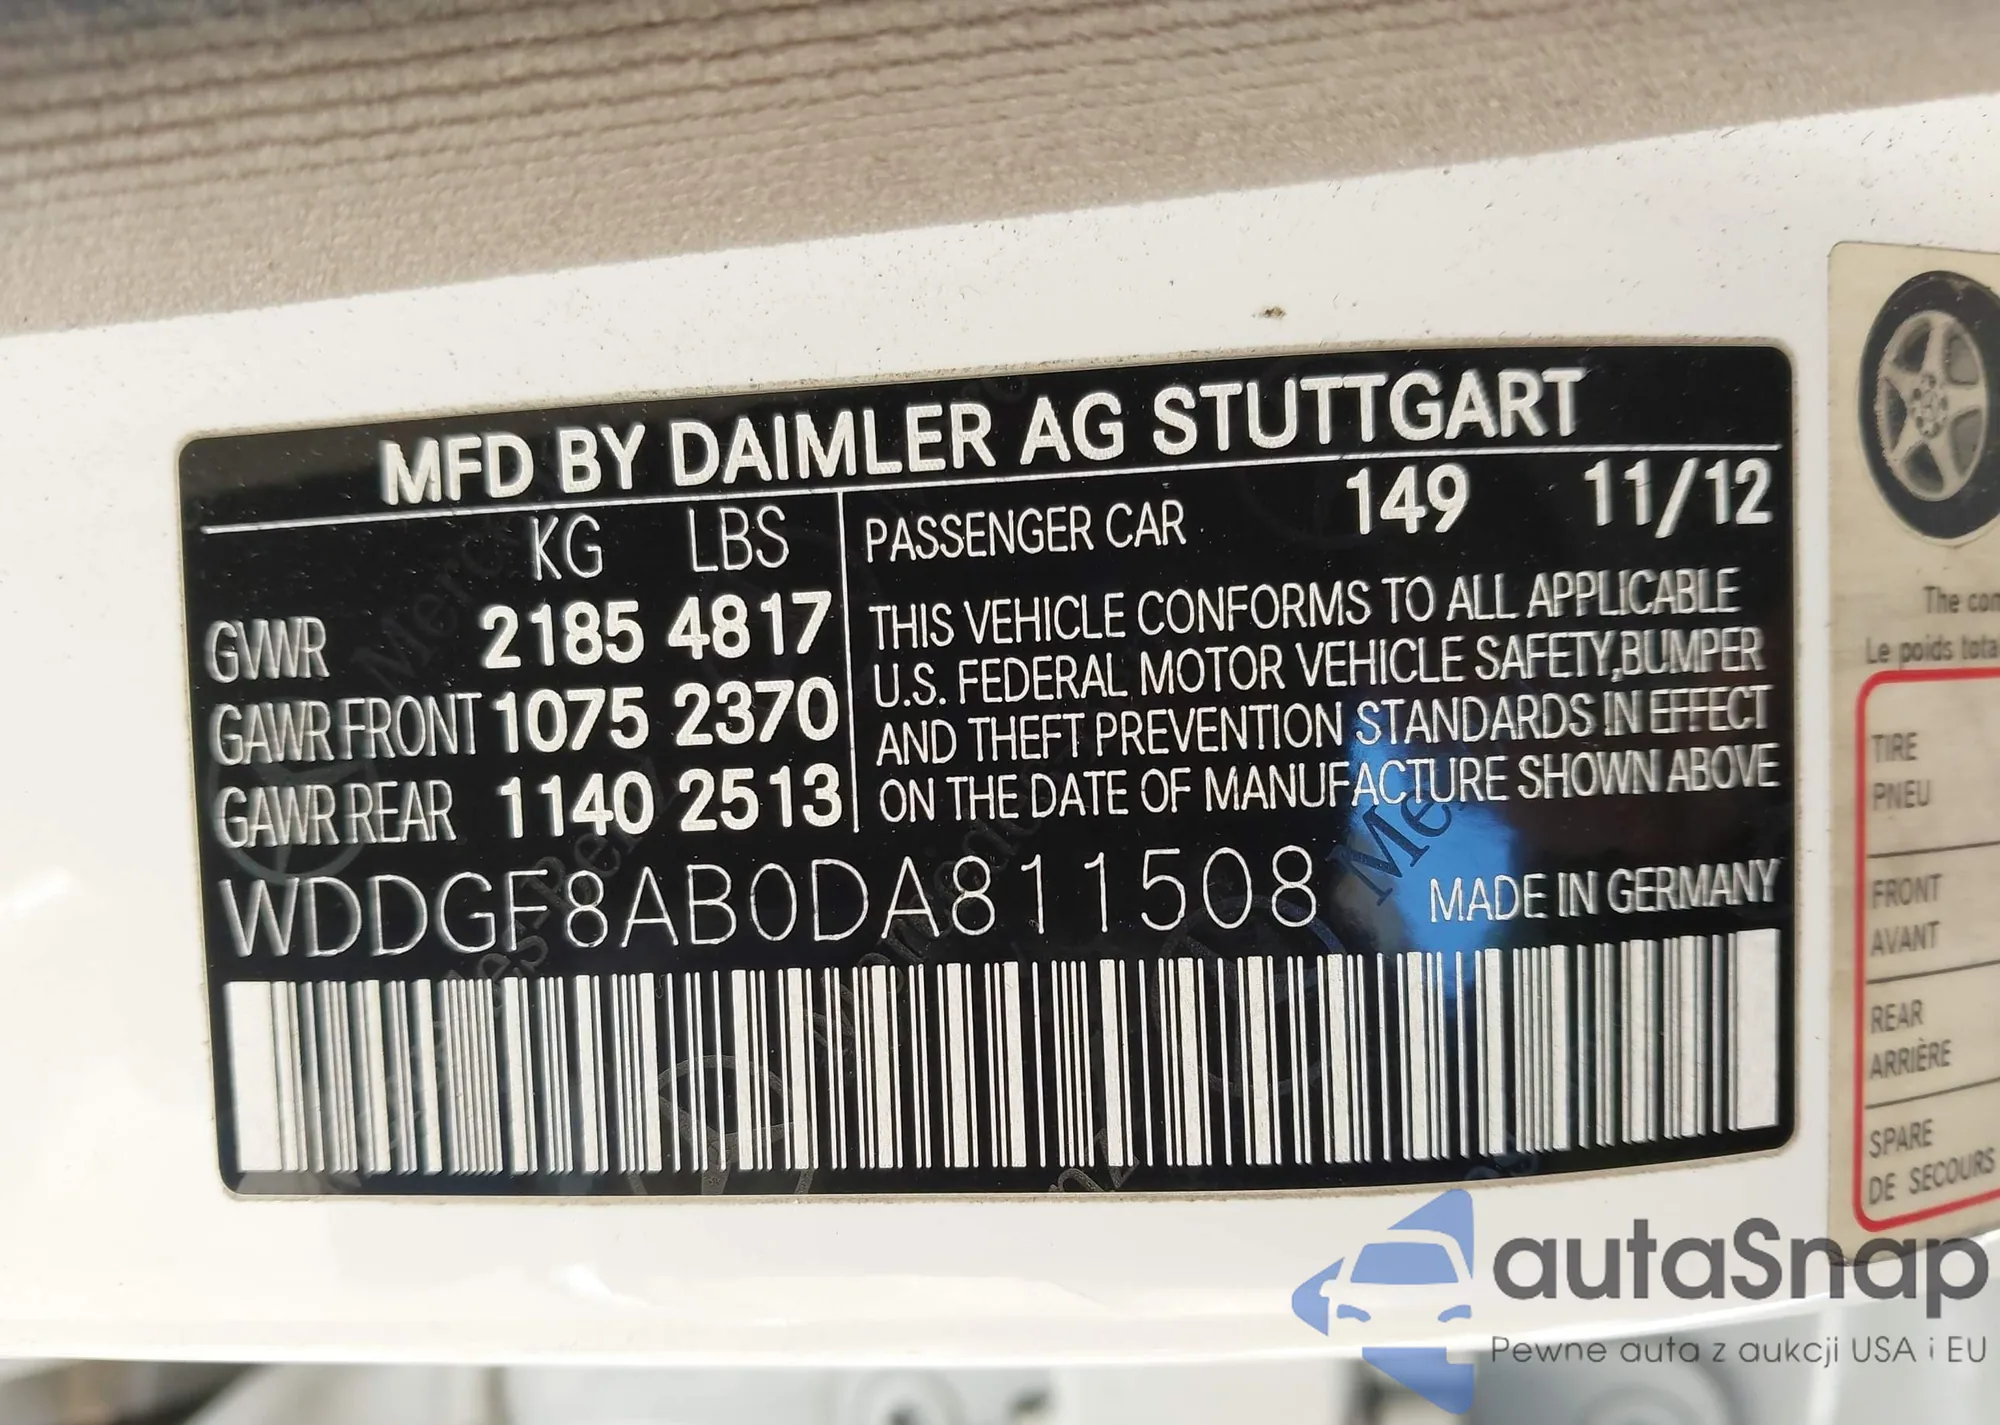 MFD BY DAIMLER AG STUTTGART
KG LBS
GVWR 2185 4817
GAWR FRONT 1075 2370
GAWR REAR 1140 2513
PASSENGER CAR 149 11/12
THIS VEHICLE CONFORMS TO ALL APPLICABLE
U.S. FEDERAL MOTOR VEHICLE SAFETY,BUMPER
AND THEFT PREVENTION STANDARDS IN EFFECT
ON THE DATE OF MANUFACTURE SHOWN ABOVE
WDDGF8AB0DA811508
MADE IN GERMANY
The
Le poids
TIRE
PNEU
FRONT
AVANT
REAR
ARRIÈRE
SPARE
DE SECOURS
autaSnap
Pewne auta z aukcji USA i EU